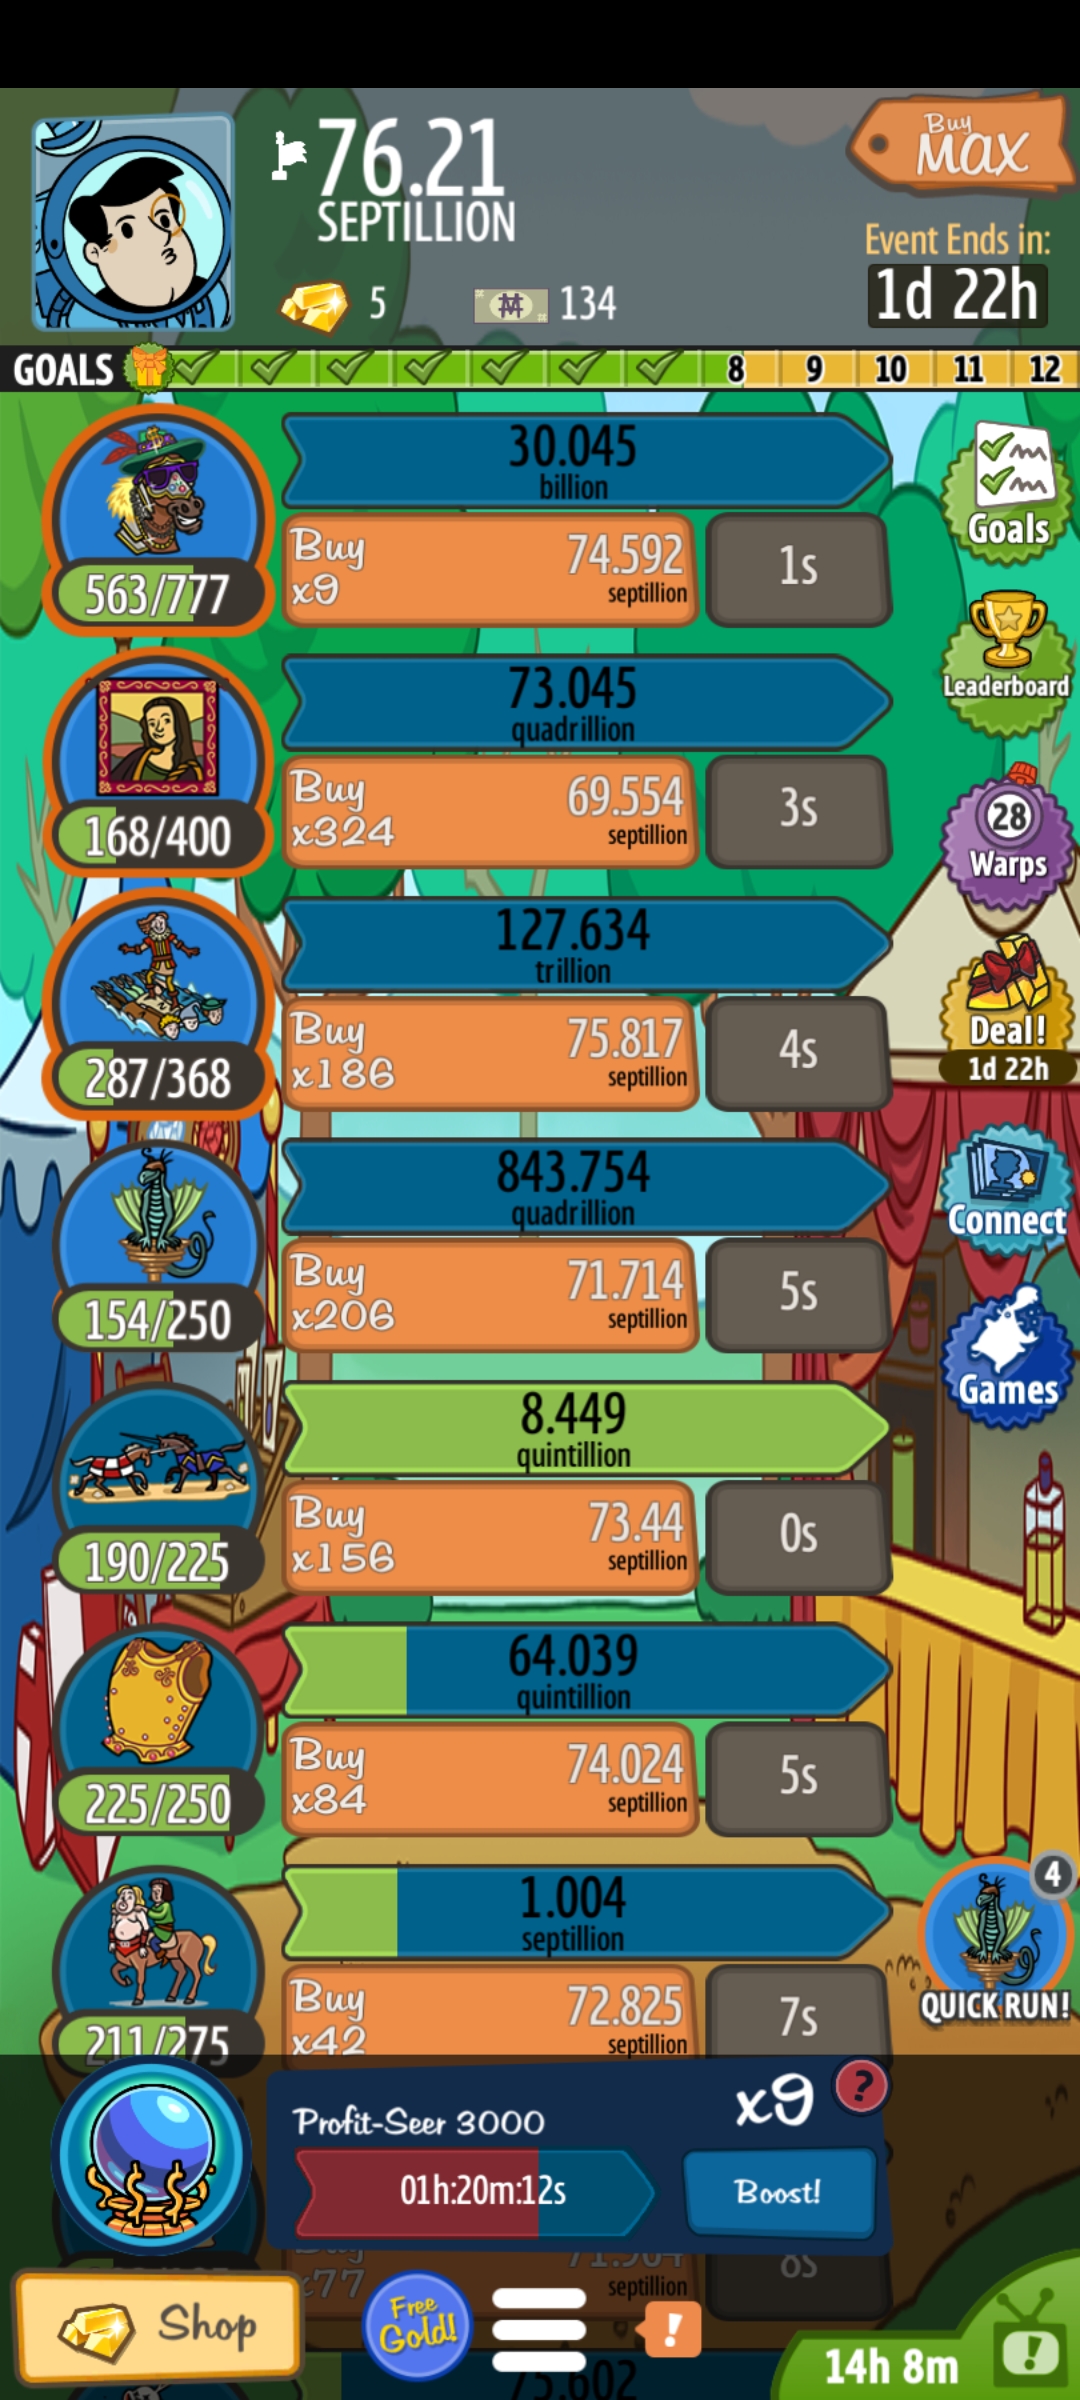 76.21
SEPTILLION
Buy
MAX
5
134
Event Ends in:
1d 22h
GOALS
8 9 10 11 12
30.045
billion
563/777
Buy
x9
74.592
septillion
1s
Goals
73.045
quadrillion
168/400
Buy
x324
69.554
septillion
3s
Leaderboard
127.634
trillion
287/368
Buy
x186
75.817
septillion
4s
28
Warps
Deal!
1d 22h
843.754
quadrillion
154/250
Buy
x206
71.714
septillion
5s
Connect
8.449
quintillion
190/225
Buy
x156
73.44
septillion
0s
Games
64.039
quintillion
225/250
Buy
x84
74.024
septillion
5s
1.004
septillion
211/275
Buy
x42
72.825
septillion
7s
4
QUICK RUN!
Profit-Seer 3000
x9
?
01h:20m:12s
Boost!
Buy
x77
septillion
8s
Shop
Free
Gold!
!
14h 8m
!